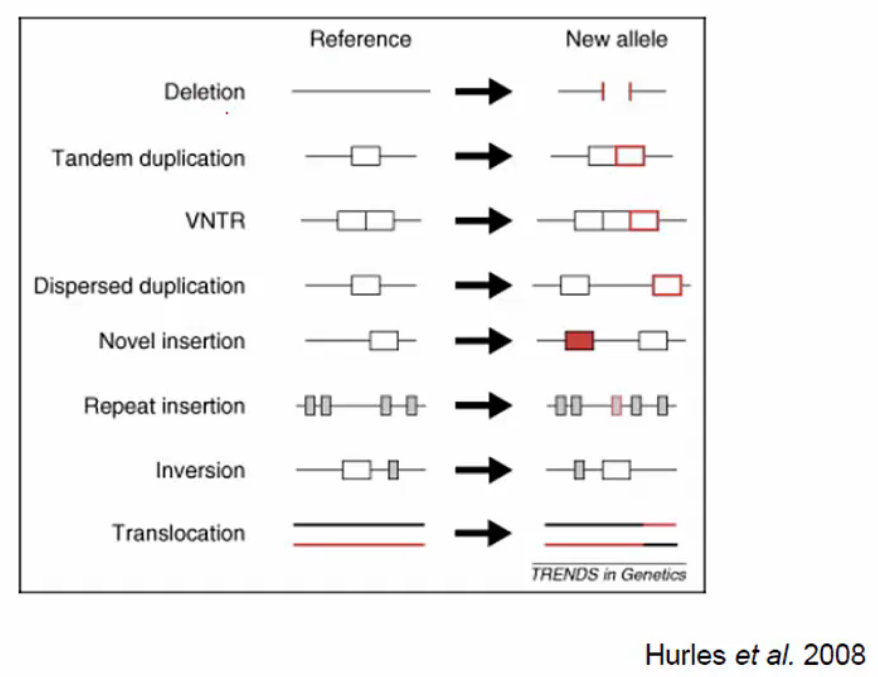 Reference New allele
Deletion
Tandem duplication
VNTR
Dispersed duplication
Novel insertion
Repeat insertion
Inversion
Translocation
TRENDS in Genetics
Hurles et al. 2008